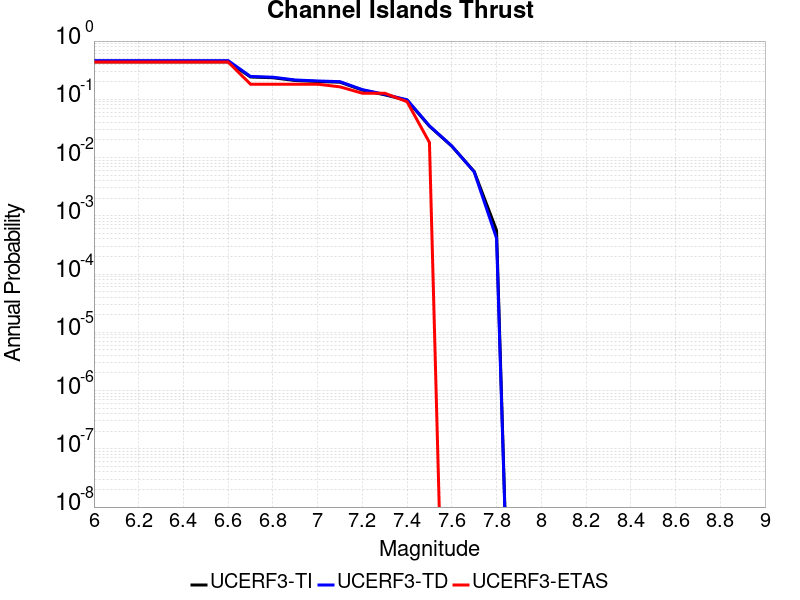 Channel Islands Thrust
10^0
10^-1
10^-2
10^-3
10^-4
10^-5
10^-6
10^-7
10^-8
Annual Probability
6 6.2 6.4 6.6 6.8 7 7.2 7.4 7.6 7.8 8 8.2 8.4 8.6 8.8 9
Magnitude
UCERF3-TI UCERF3-TD UCERF3-ETAS